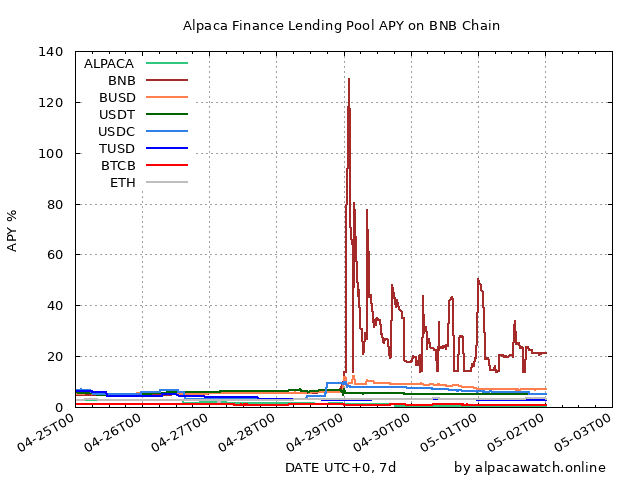 Alpaca Finance Lending Pool APY on BNB Chain
140
120
100
80
60
40
20
0
APY %
ALPACA
BNB
BUSD
USDT
USDC
TUSD
BTCB
ETH
04-25T00
04-26T00
04-27T00
04-28T00
04-29T00
04-30T00
05-01T00
05-02T00
05-03T00
DATE UTC+0, 7d
by alpacawatch.online